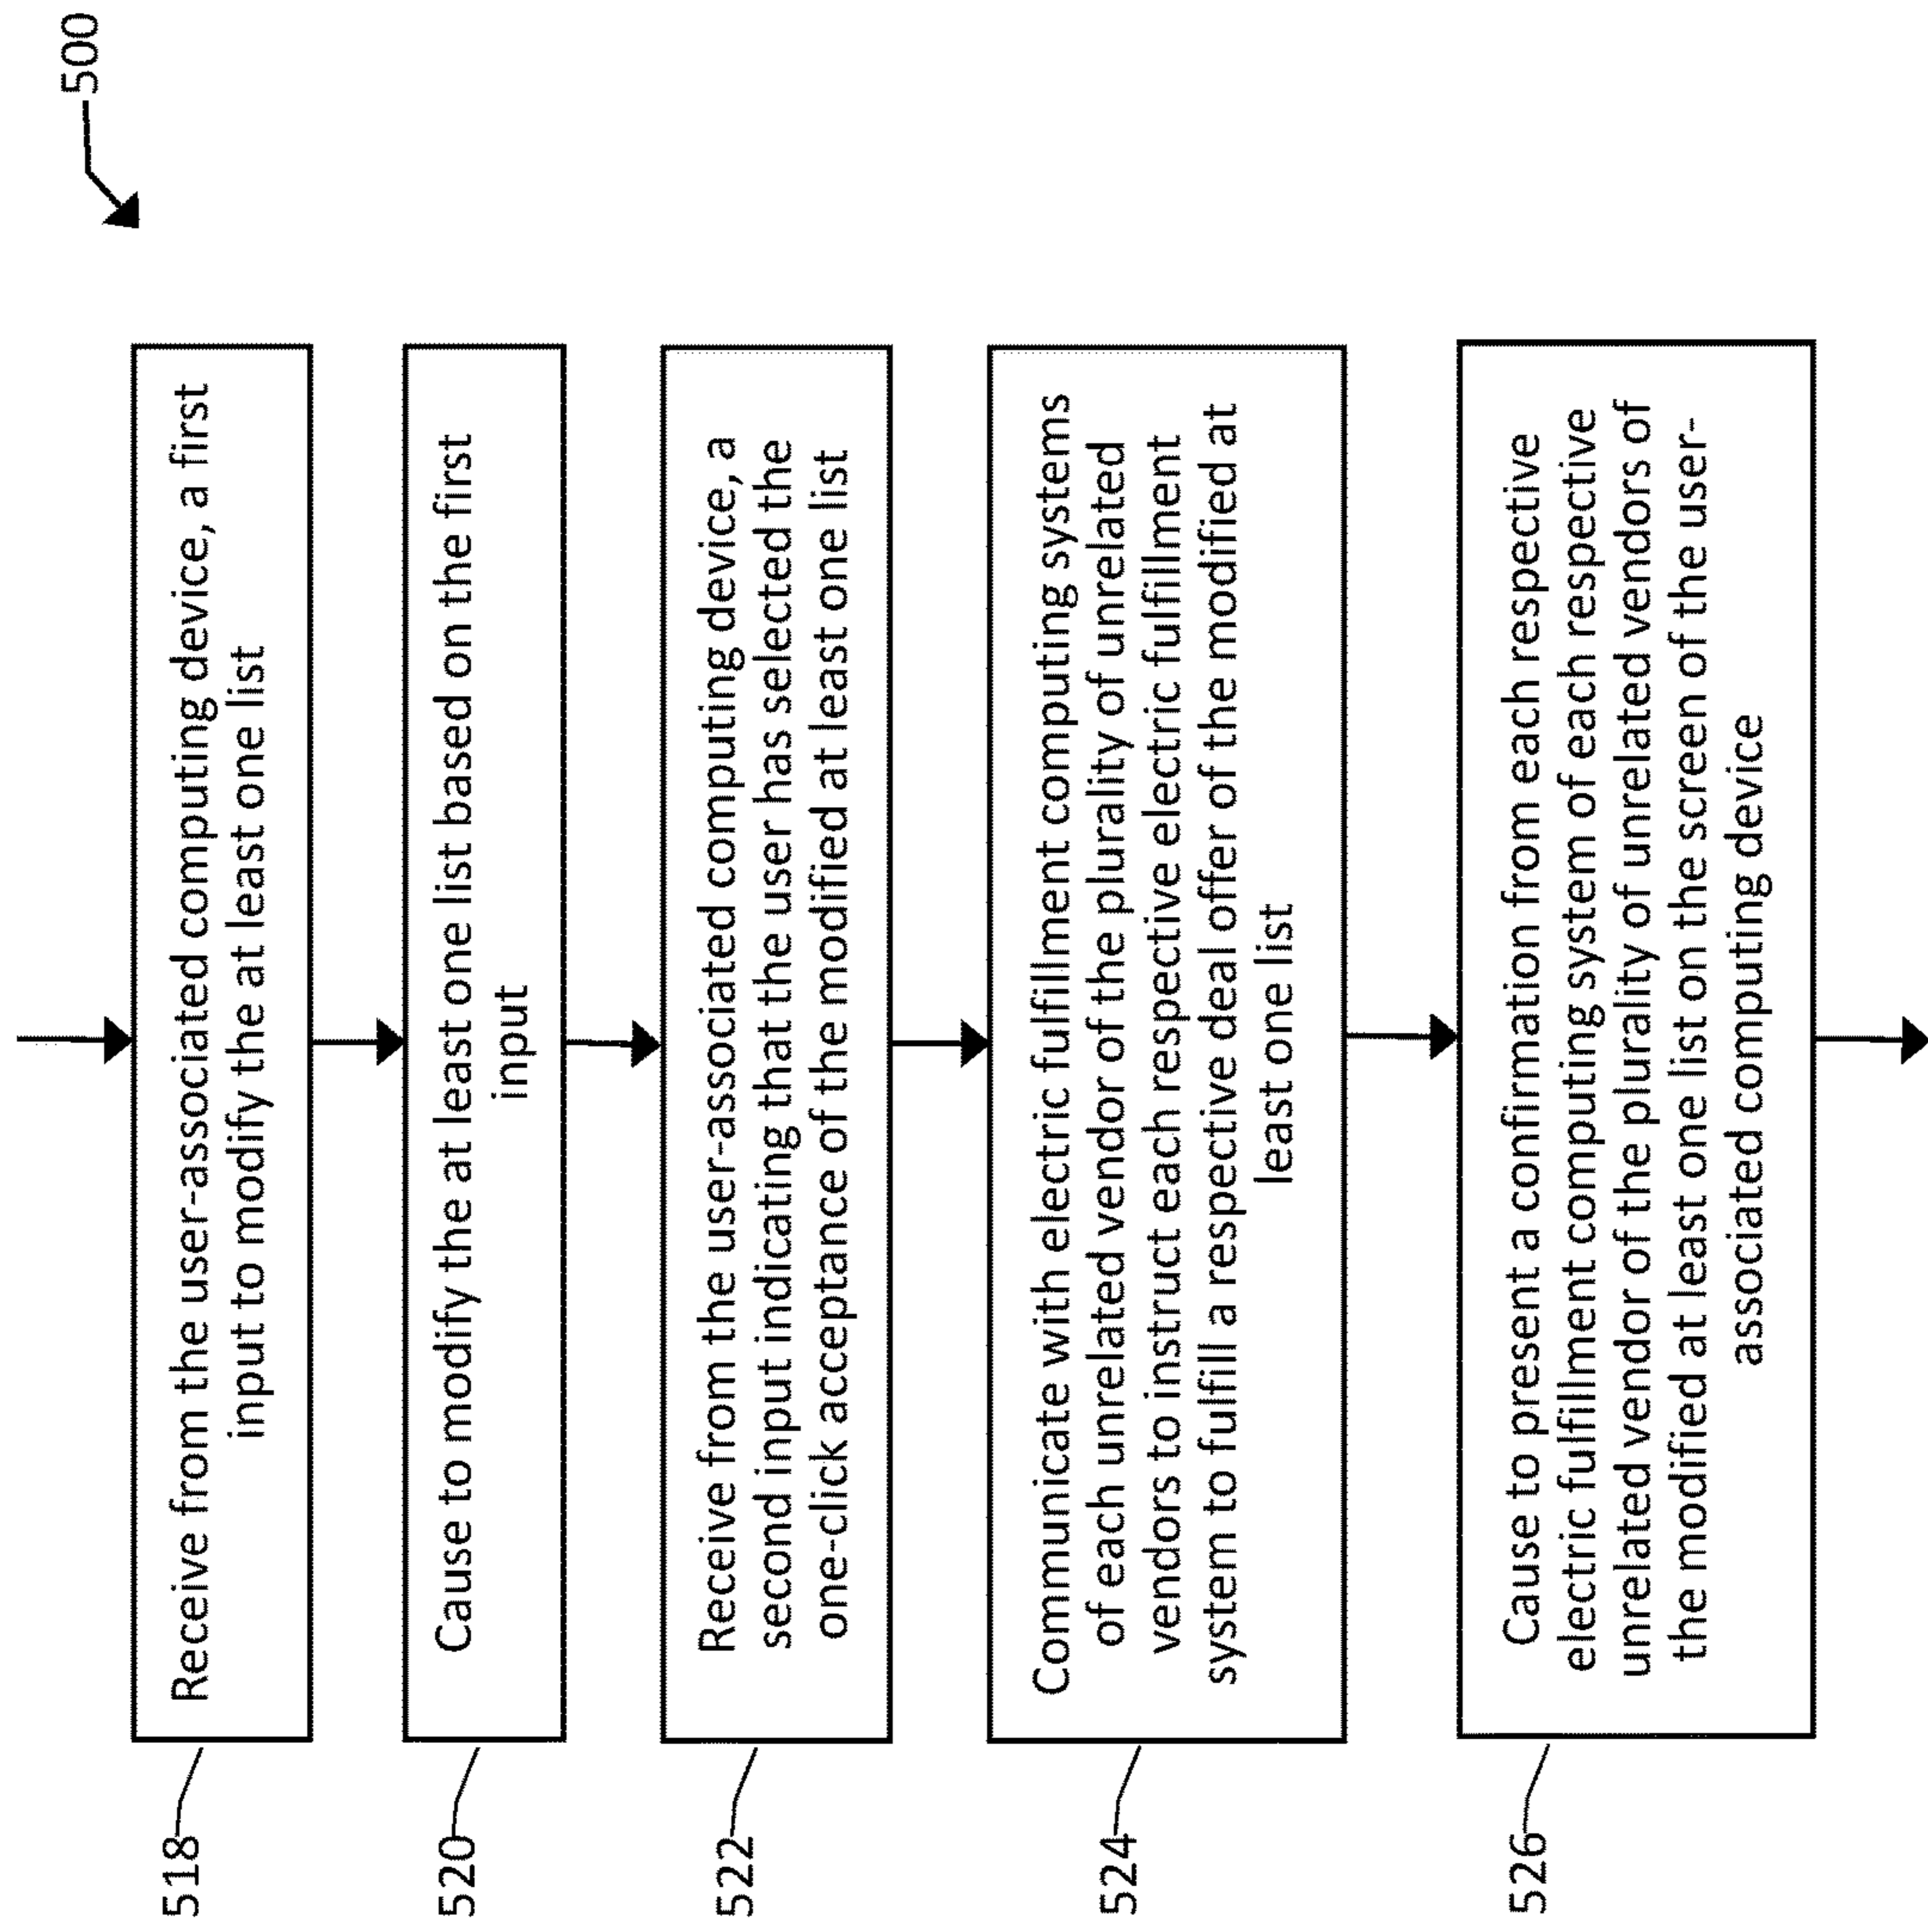 500
518
Receive from the user-associated computing device, a first
input to modify the at least one list
520
Cause to modify the at least one list based on the first
input
522
Receive from the user-associated computing device, a
second input indicating that the user has selected the
one-click acceptance of the modified at least one list
524
Communicate with electric fulfillment computing systems
of each unrelated vendor of the plurality of unrelated
vendors to instruct each respective electric fulfillment
system to fulfill a respective deal offer of the modified at
least one list
526
Cause to present a confirmation from each respective
electric fulfillment computing system of each respective
unrelated vendor of the plurality of unrelated vendors of
the modified at least one list on the screen of the user-
associated computing device